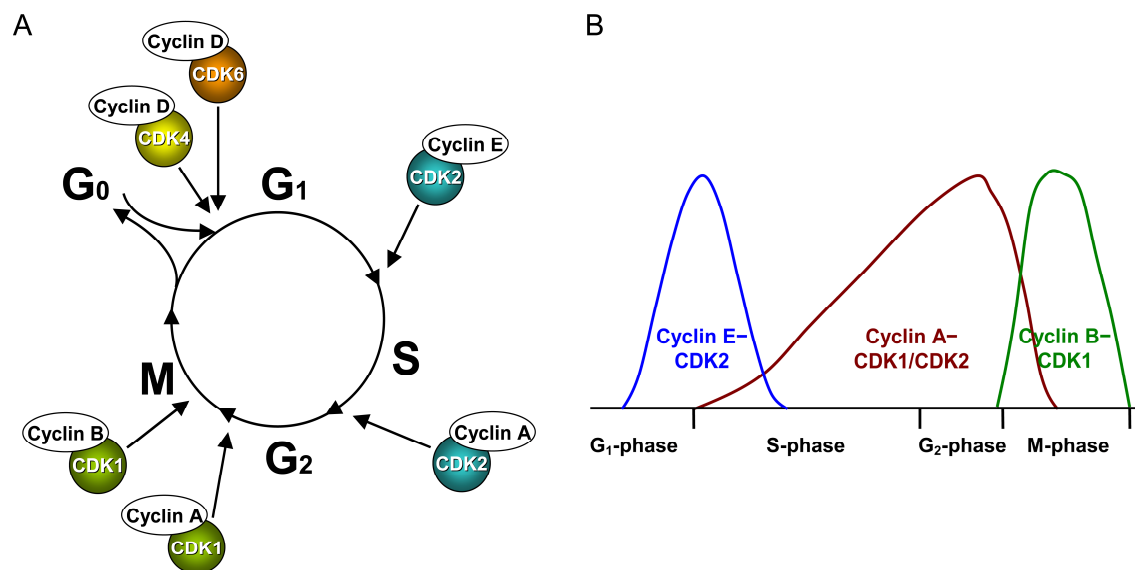 A
Cyclin D
CDK6
Cyclin D
CDK4
Cyclin E
CDK2
G0
G1
S
M
G2
Cyclin B
CDK1
Cyclin A
CDK2
Cyclin A
CDK1
B
Cyclin E–
CDK2
Cyclin A–
CDK1/CDK2
Cyclin B–
CDK1
G1-phase
S-phase
G2-phase
M-phase